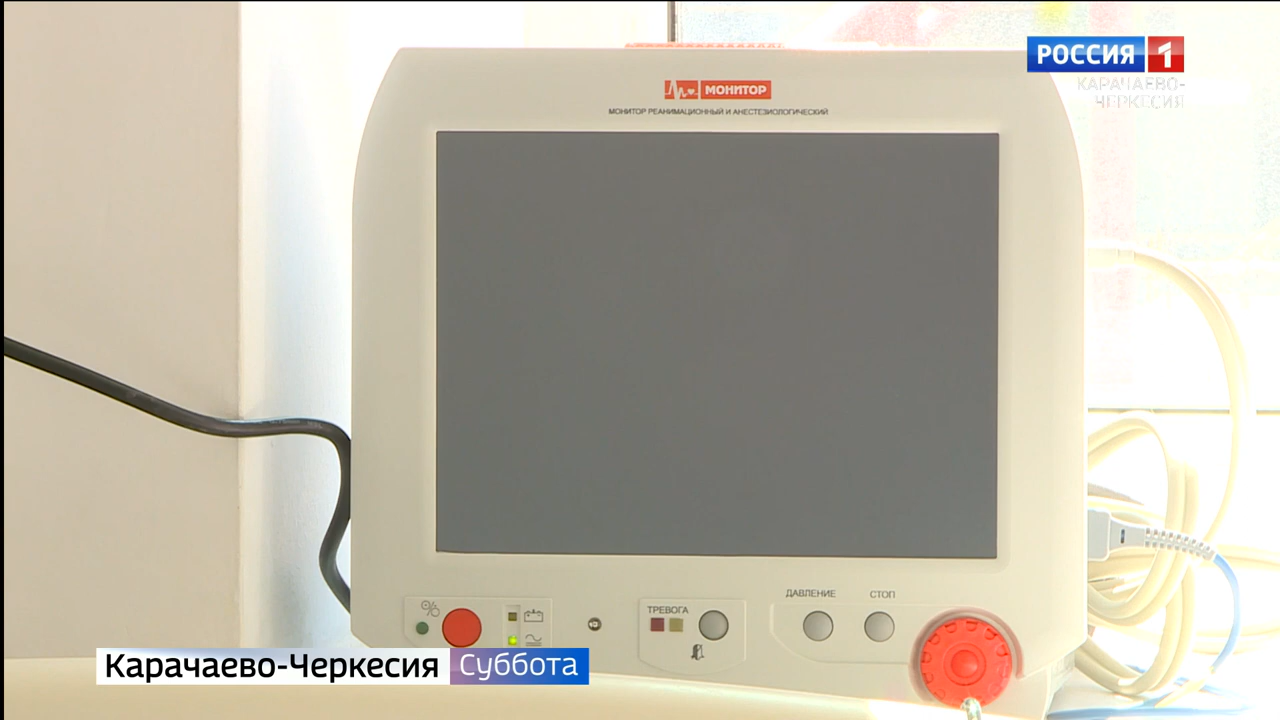 РОССИЯ 1
КАРАЧАЕВО-
ЧЕРКЕСИЯ
МОНИТОР
МОНИТОР РЕАНИМАЦИОННЫЙ И АНЕСТЕЗИОЛОГИЧЕСКИЙ
ДАВЛЕНИЕ СТОП
ТРЕВОГА
Карачаево-Черкесия Суббота